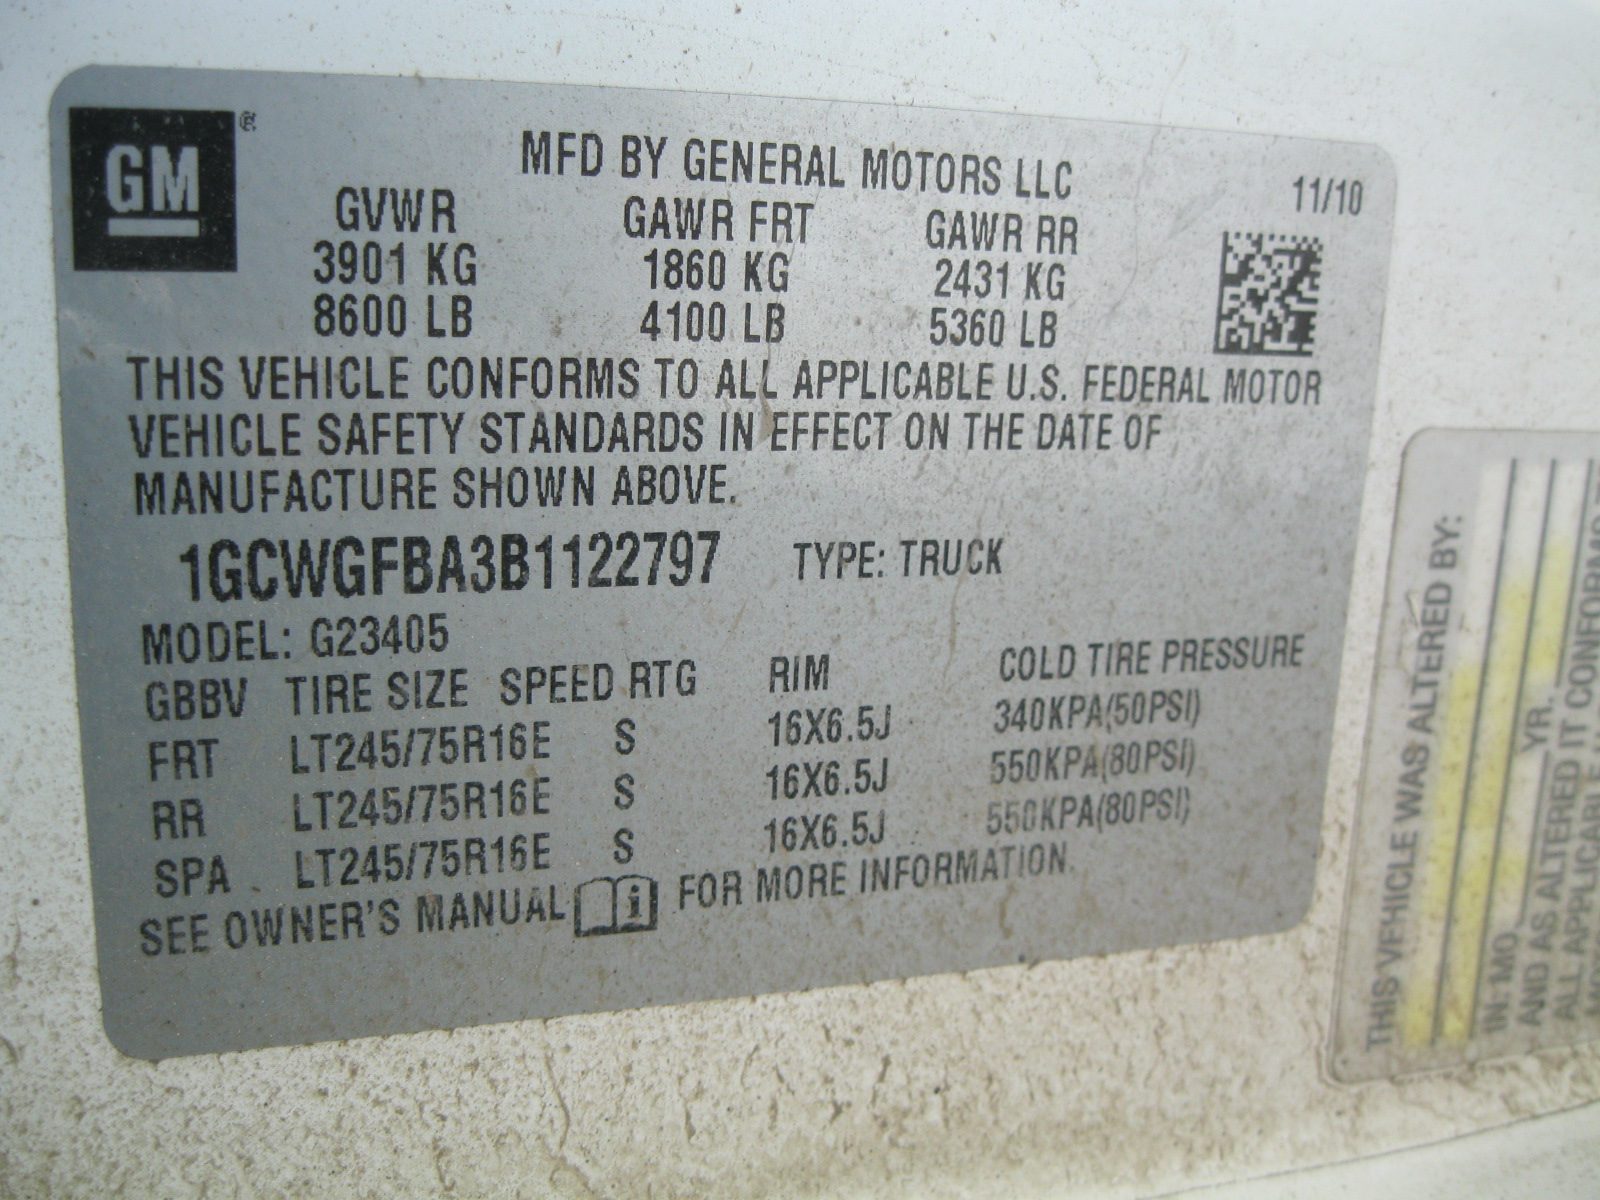 GM®
MFD BY GENERAL MOTORS LLC
11/10
GVWR GAWR FRT GAWR RR
3901 KG 1860 KG 2431 KG
8600 LB 4100 LB 5360 LB
THIS VEHICLE CONFORMS TO ALL APPLICABLE U.S. FEDERAL MOTOR
VEHICLE SAFETY STANDARDS IN EFFECT ON THE DATE OF
MANUFACTURE SHOWN ABOVE.
1GCWGFBA3B1122797 TYPE: TRUCK
MODEL: G23405
GBBV TIRE SIZE SPEED RTG RIM COLD TIRE PRESSURE
FRT LT245/75R16E S 16X6.5J 340KPA(50PSI)
RR LT245/75R16E S 16X6.5J 550KPA(80PSI)
SPA LT245/75R16E S 16X6.5J 550KPA(80PSI)
SEE OWNER'S MANUAL i FOR MORE INFORMATION.
THIS VEHICLE WAS ALTERED BY:
IN: MO. YR.
AND AS ALTERED IT CONFORMS
ALL APPLICABLE